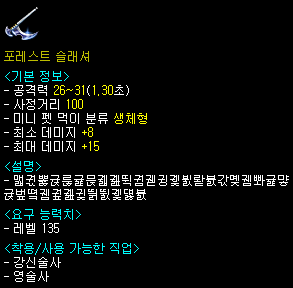 포레스트 슬래셔
<기본 정보>
- 공격력 26~31(1.30초)
- 사정거리 100
- 미니 펫 먹이 분류 생체형
- 최소 데미지 +8
- 최대 데미지 +15
<설명>
<요구 능력치>
- 레벨 135
<착용/사용 가능한 직업>
- 강신술사
- 영술사